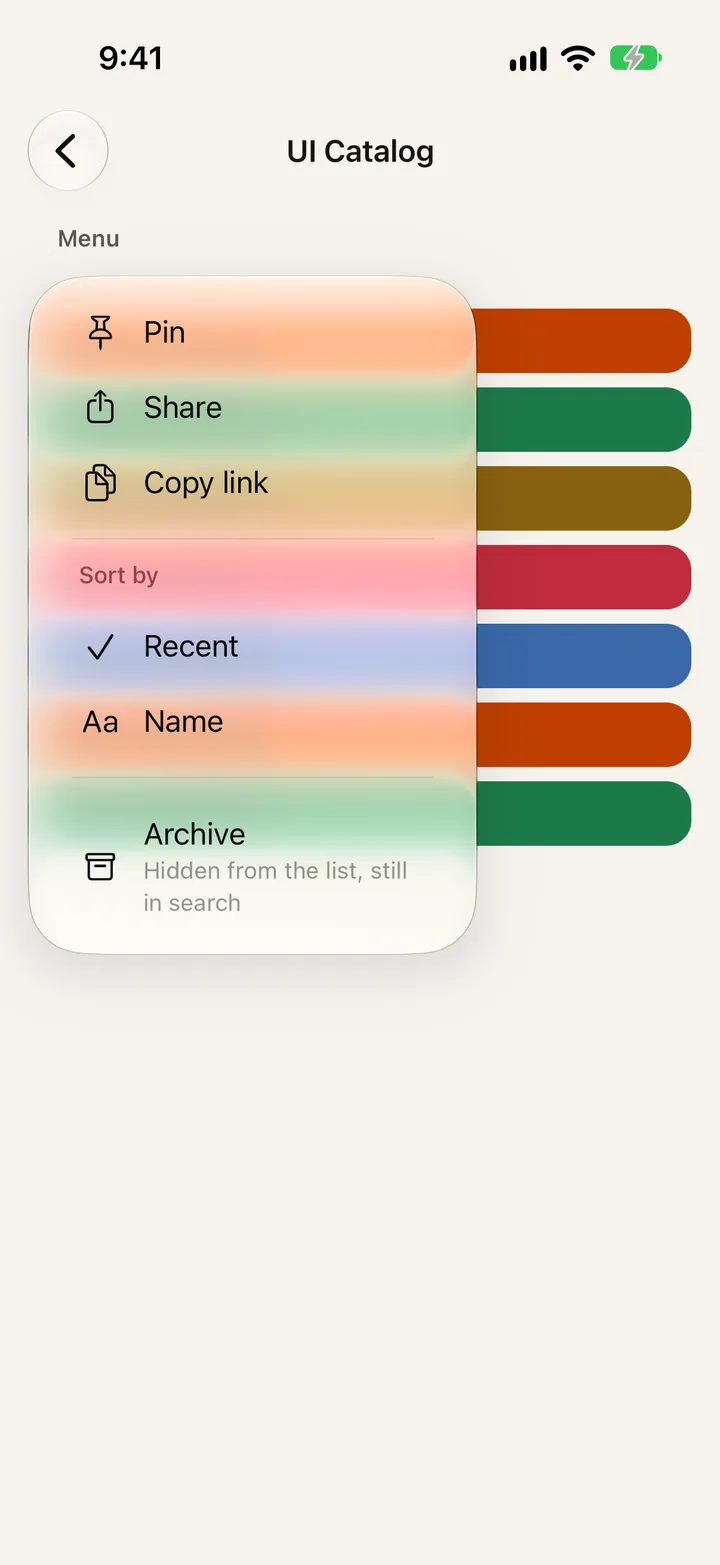 9:41
UI Catalog
Menu
Pin
Share
Copy link
Sort by
Recent
Aa Name
Archive
Hidden from the list, still
in search